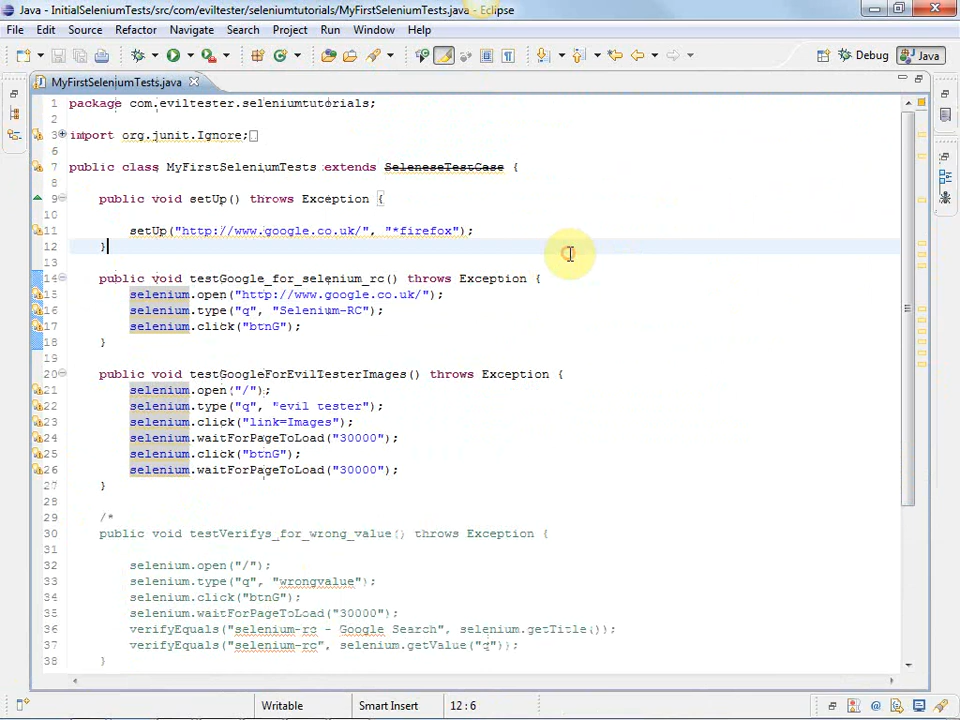 Java - InitialSeleniumTests/src/com/eviltester/seleniumtutorials/MyFirstSeleniumTests.java - Eclipse
File Edit Source Refactor Navigate Search Project Run Window Help
Debug Java
MyFirstSeleniumTests.java
1 package com.eviltester.seleniumtutorials;
2
3 import org.junit.Ignore;
6
7 public class MyFirstSeleniumTests extends SeleneseTestCase {
8
9 public void setUp() throws Exception {
10
11 setUp("http://www.google.co.uk/", "*firefox");
12 }
13
14 public void testGoogle_for_selenium_rc() throws Exception {
15 selenium.open("http://www.google.co.uk/");
16 selenium.type("q", "Selenium-RC");
17 selenium.click("btnG");
18 }
19
20 public void testGoogleForEvilTesterImages() throws Exception {
21 selenium.open("/");
22 selenium.type("q", "evil tester");
23 selenium.click("link=Images");
24 selenium.waitForPageToLoad("30000");
25 selenium.click("btnG");
26 selenium.waitForPageToLoad("30000");
27 }
28
29 /*
30 public void testVerifys_for_wrong_value() throws Exception {
31
32 selenium.open("/");
33 selenium.type("q", "wrongvalue");
34 selenium.click("btnG");
35 selenium.waitForPageToLoad("30000");
36 verifyEquals("selenium-rc - Google Search", selenium.getTitle());
37 verifyEquals("selenium-rc", selenium.getValue("q"));
38 }
Writable Smart Insert 12:6